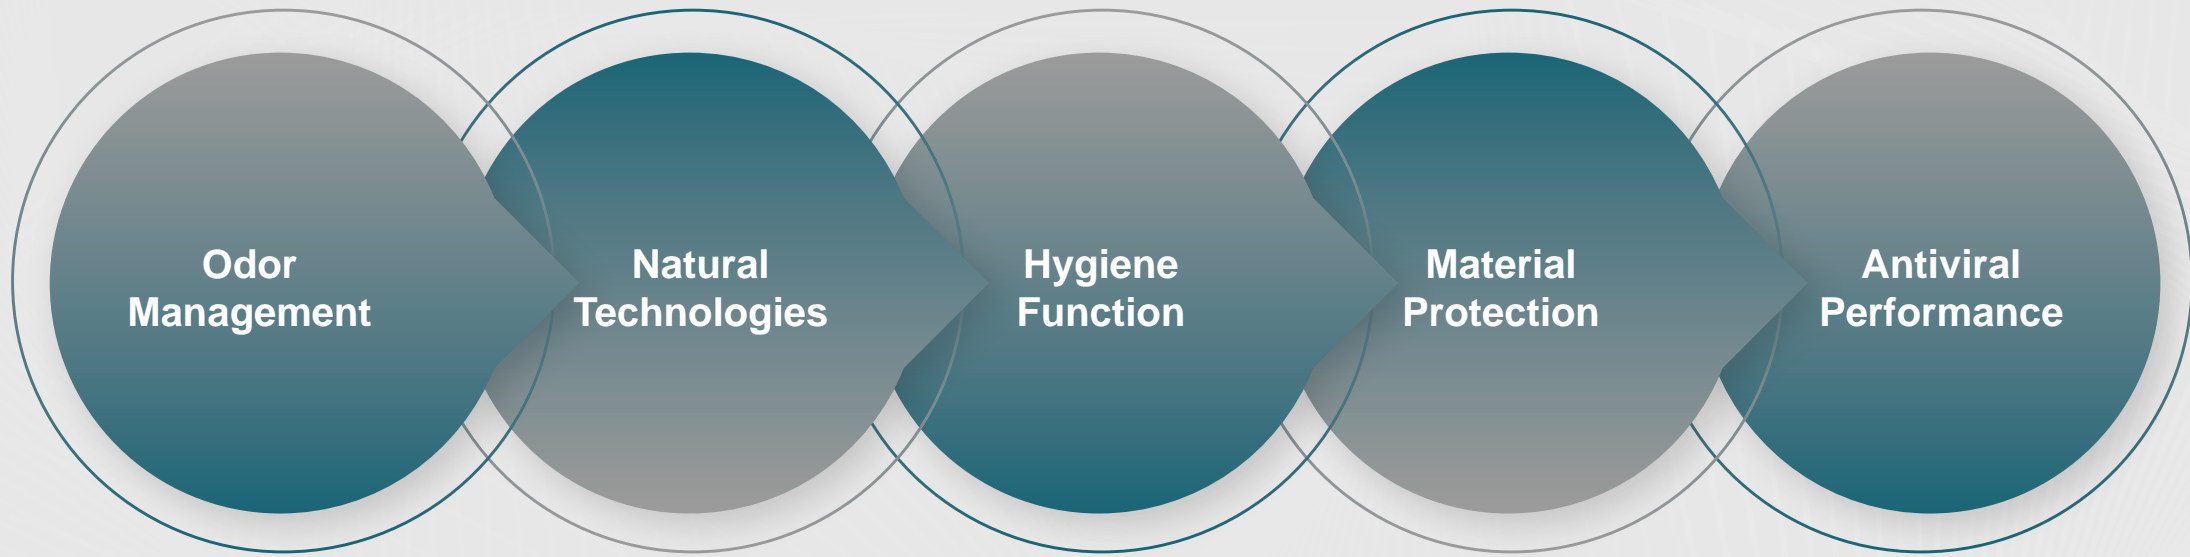 Odor
Management
Natural
Technologies
Hygiene
Function
Material
Protection
Antiviral
Performance